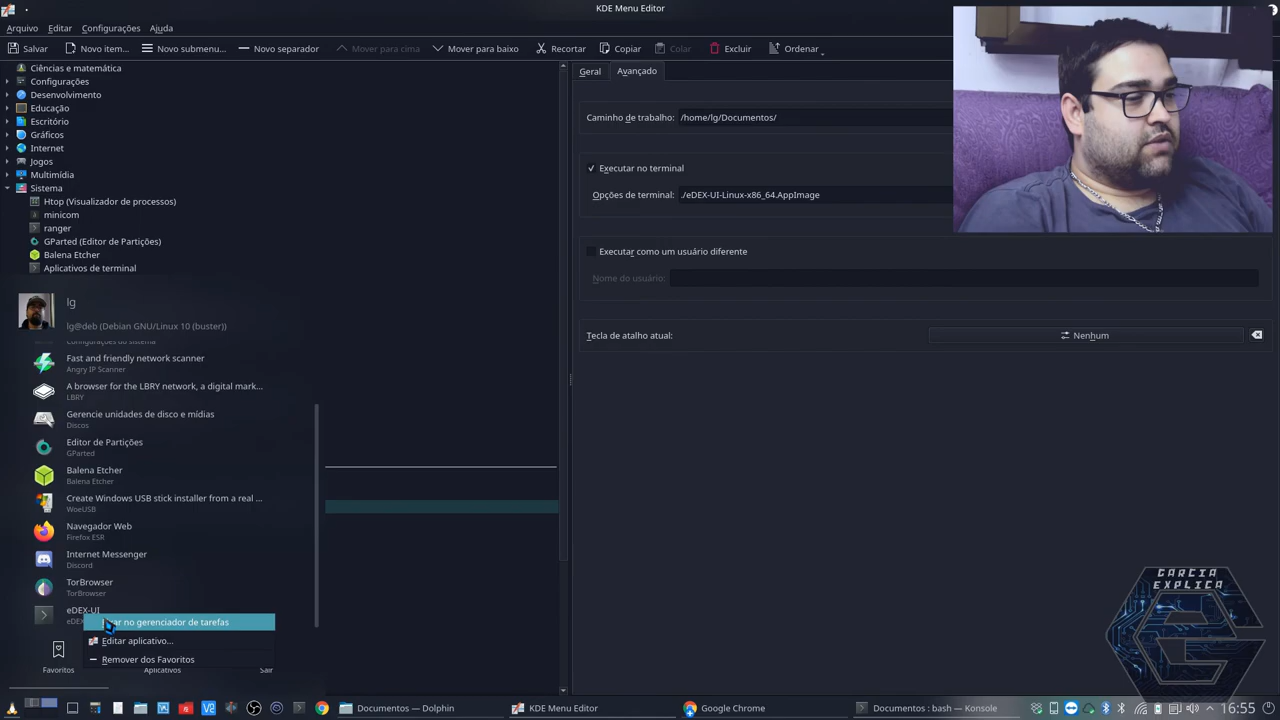 KDE Menu Editor
Arquivo Editar Configurações Ajuda
Salvar Novo item... Novo submenu... Novo separador Mover para cima Mover para baixo Recortar Copiar Colar Excluir Ordenar
Ciências e matemática
Configurações
Desenvolvimento
Educação
Escritório
Gráficos
Internet
Jogos
Multimídia
Sistema
Htop (Visualizador de processos)
minicom
ranger
GParted (Editor de Partições)
Balena Etcher
Aplicativos de terminal
Geral Avançado
Caminho de trabalho: /home/lg/Documentos/
Executar no terminal
Opções de terminal: ./eDEX-UI-Linux-x86_64.AppImage
Executar como um usuário diferente
Nome do usuário:
Tecla de atalho atual: Nenhum
lg
lg@deb (Debian GNU/Linux 10 (buster))
Configurações do sistema
Fast and friendly network scanner
Angry IP Scanner
A browser for the LBRY network, a digital mark...
LBRY
Gerencie unidades de disco e mídias
Discos
Editor de Partições
GParted
Balena Etcher
Balena Etcher
Create Windows USB stick installer from a real ...
WoeUSB
Navegador Web
Firefox ESR
Internet Messenger
Discord
TorBrowser
TorBrowser
eDEX-UI
no gerenciador de tarefas
Editar aplicativo...
Remover dos Favoritos
Favoritos Aplicativos Sair
GARCIA
EXPLICA
Documentos — Dolphin KDE Menu Editor Google Chrome Documentos : bash — Konsole 16:55